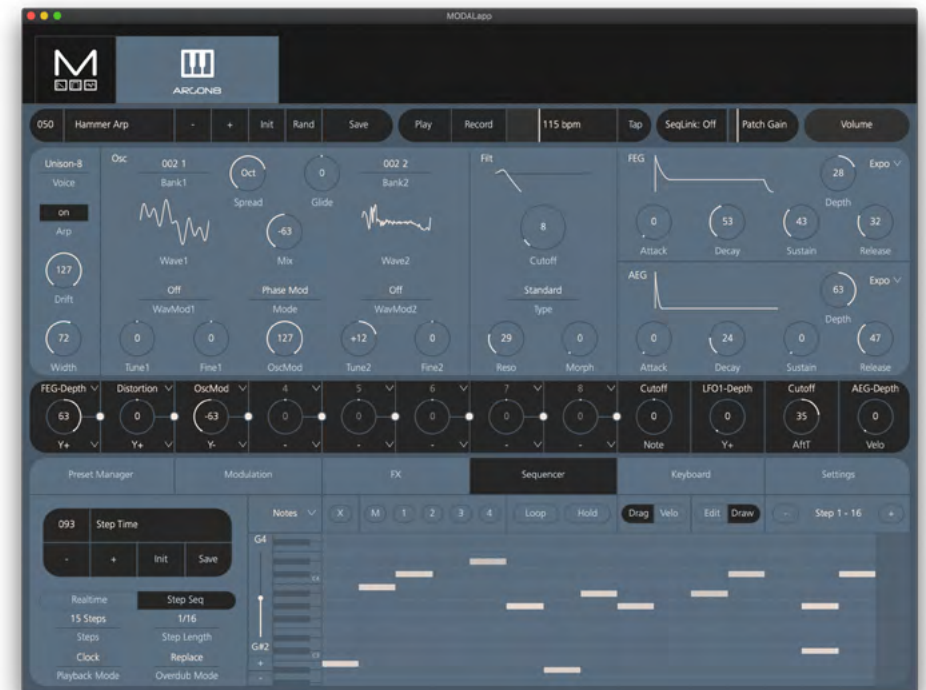 MODALapp
M
ARGON8
050 Hammer Arp - + Init Rand Save Play Record 115 bpm Tap SeqLink: Off Patch Gain Volume
Unison-8
Voice
on
Arp
127
Drift
72
Width
Osc
002 1
Bank1
Oct
Spread
0
Glide
002 2
Bank2
Wave1
-63
Mix
Wave2
Off
WavMod1
Phase Mod
Mode
Off
WavMod2
0
Tune1
0
Fine1
127
OscMod
+12
Tune2
0
Fine2
Filt
8
Cutoff
Standard
Type
29
Reso
0
Morph
FEG
28
Depth
Expo
0
Attack
53
Decay
43
Sustain
32
Release
AEG
63
Depth
Expo
0
Attack
24
Decay
0
Sustain
47
Release
FEG-Depth Distortion OscMod 4 5 6 7 8 Cutoff LFO1-Depth Cutoff AEG-Depth
63 0 -63 0 0 0 0 0 0 0 35 0
Y+ Y+ Y- - - - - - Note Y+ AftT Velo
Preset Manager Modulation FX Sequencer Keyboard Settings
093 Step Time
- + Init Save
Realtime Step Seq
15 Steps 1/16
Steps Step Length
Clock Replace
Playback Mode Overdub Mode
Notes X M 1 2 3 4 Loop Hold Drag Velo Edit Draw - Step 1 - 16 +
G4
C4
G#2
C3
+
-